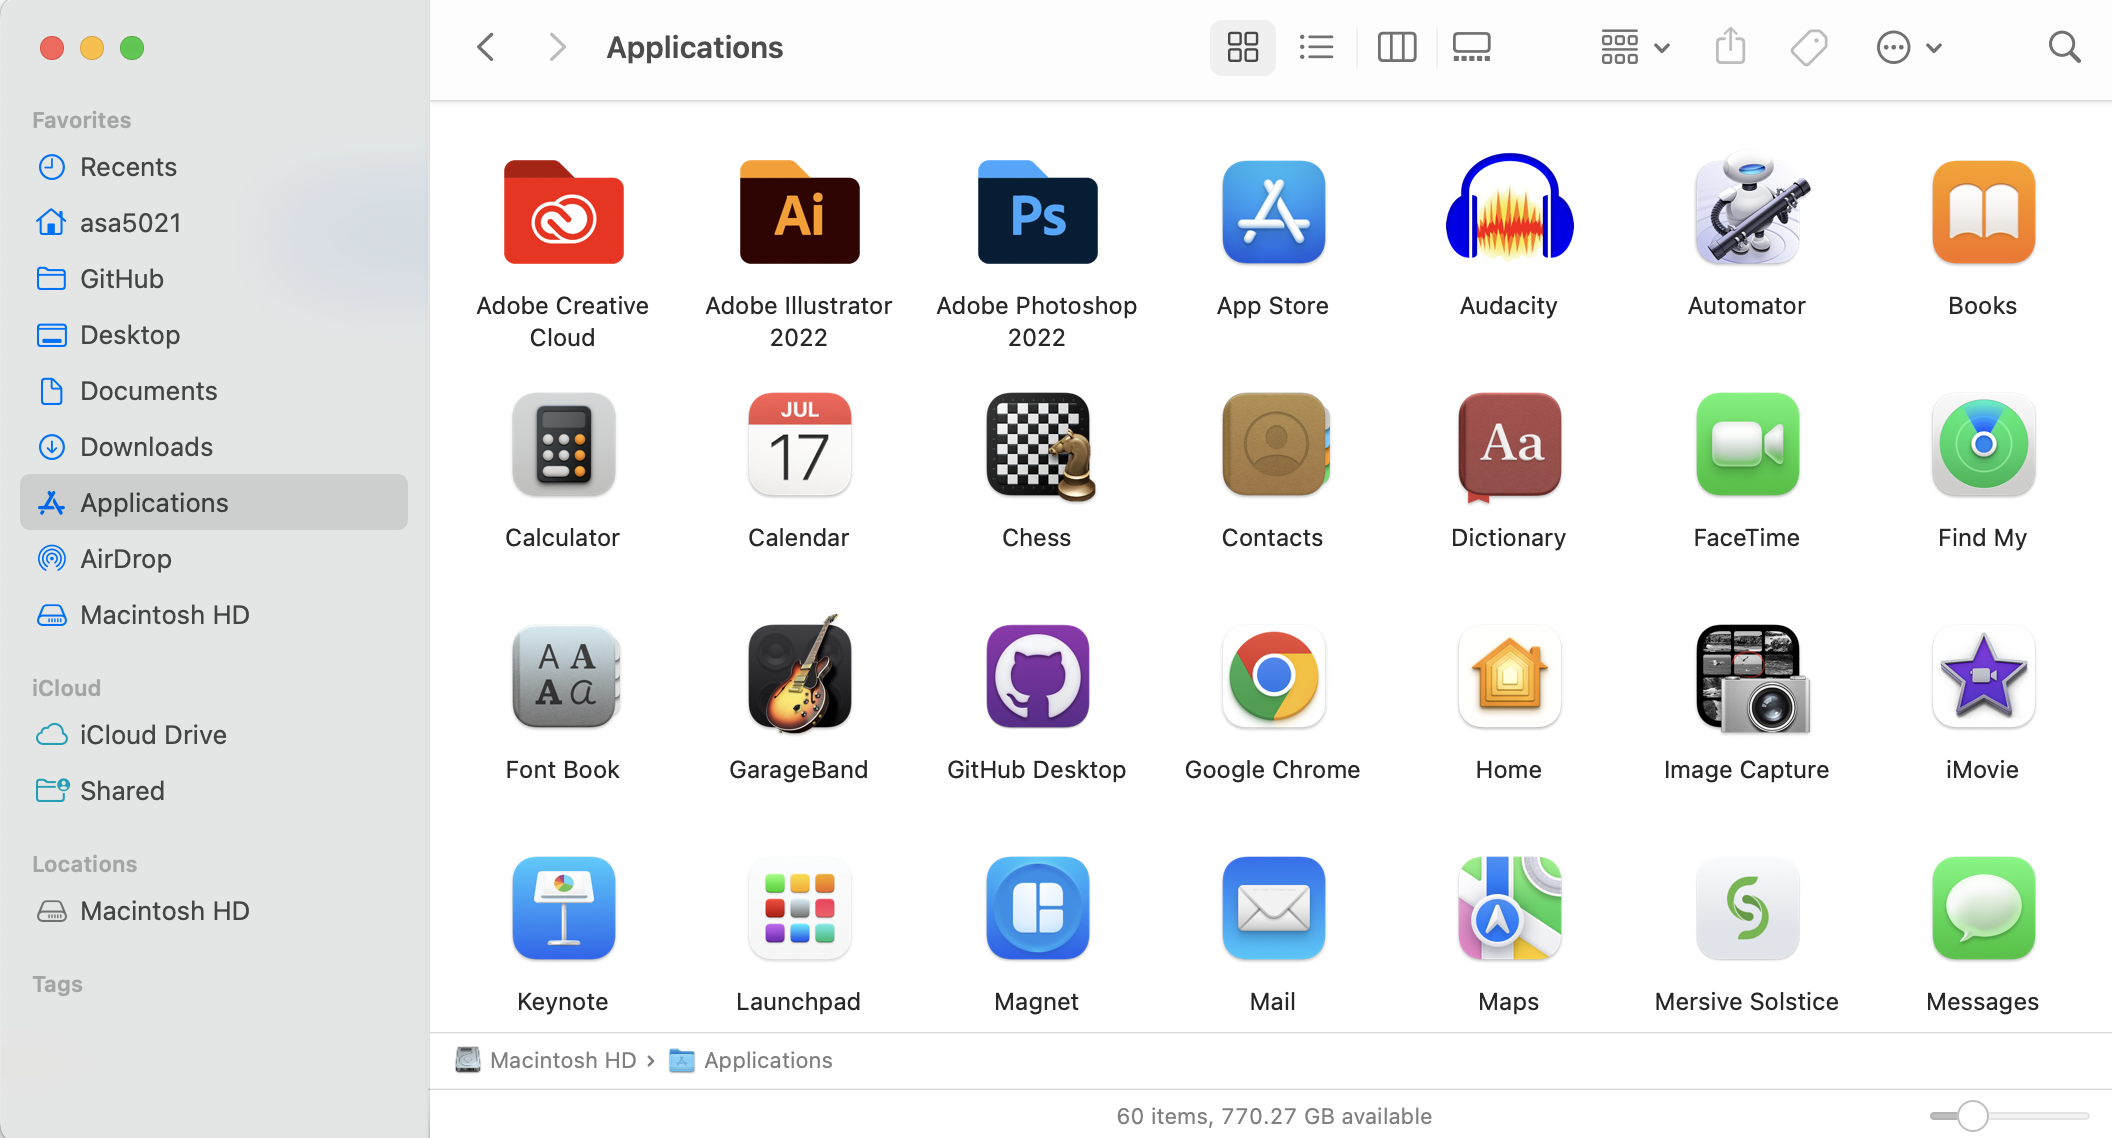 Applications
Favorites
Recents
asa5021
GitHub
Desktop
Documents
Downloads
Applications
AirDrop
Macintosh HD
iCloud
iCloud Drive
Shared
Locations
Macintosh HD
Tags
Ai
Ps
Adobe Creative
Cloud
Adobe Illustrator
2022
Adobe Photoshop
2022
App Store
Audacity
Automator
Books
JUL
17
Aa
Calculator
Calendar
Chess
Contacts
Dictionary
FaceTime
Find My
A A
A a
Font Book
GarageBand
GitHub Desktop
Google Chrome
Home
Image Capture
iMovie
Keynote
Launchpad
Magnet
Mail
Maps
Mersive Solstice
Messages
Macintosh HD › Applications
60 items, 770.27 GB available